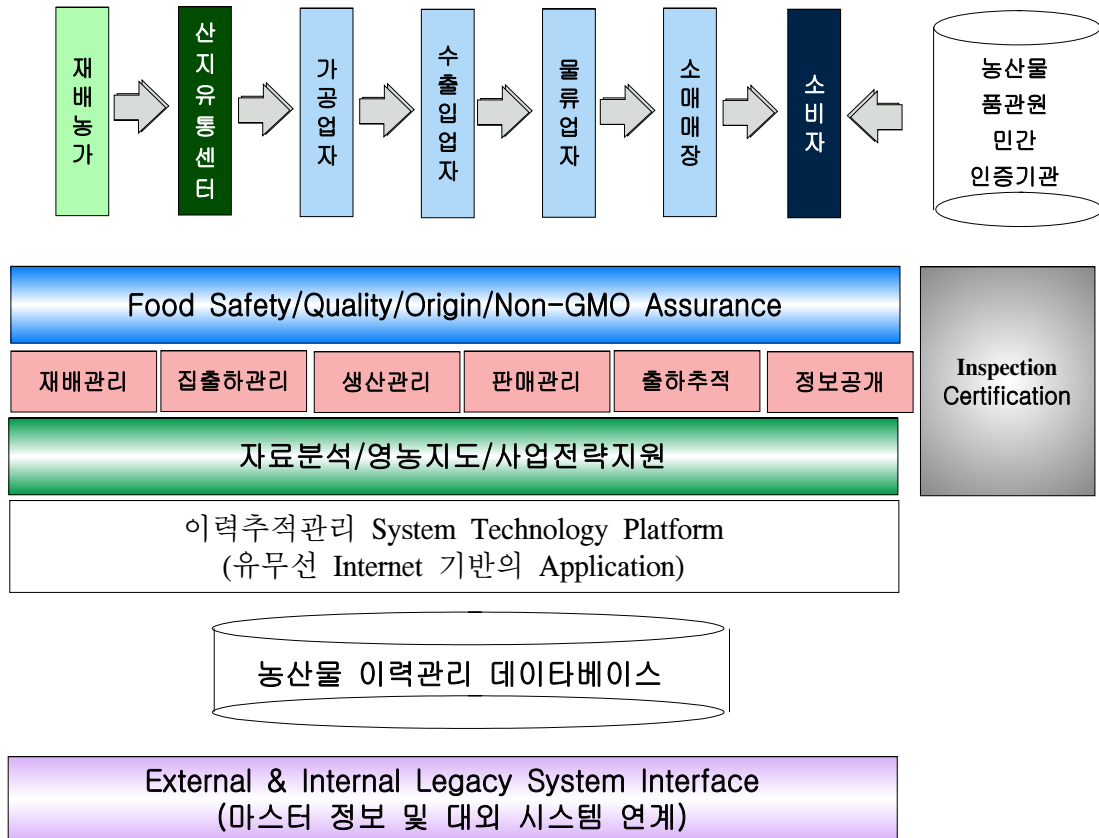 재배농가
산지유통센터
가공업자
수출입업자
물류업자
소매매장
소비자
농산물
품관원
민간
인증기관
Food Safety/Quality/Origin/Non-GMO Assurance
재배관리
집출하관리
생산관리
판매관리
출하추적
정보공개
Inspection
Certification
자료분석/영농지도/사업전략지원
이력추적관리 System Technology Platform
(유무선 Internet 기반의 Application)
농산물 이력관리 데이타베이스
External & Internal Legacy System Interface
(마스터 정보 및 대외 시스템 연계)